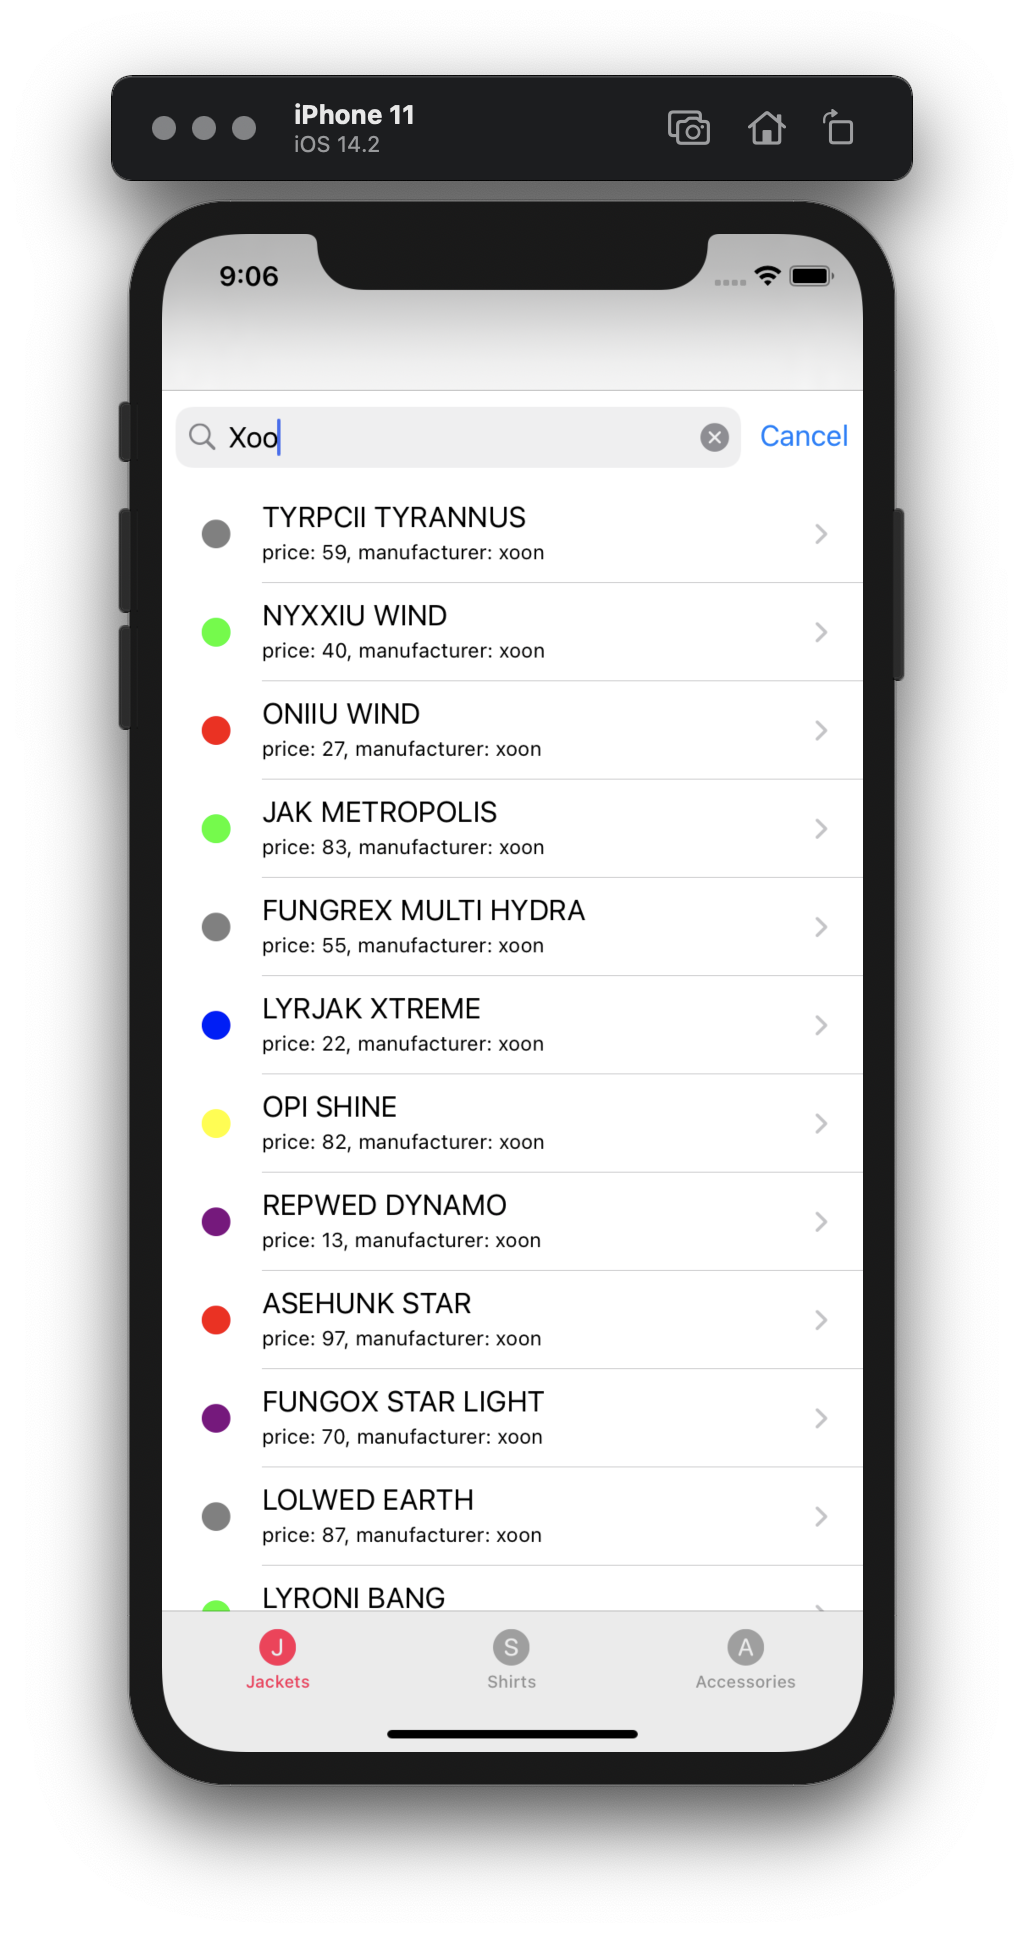 iPhone 11
iOS 14.2
9:06
Xoo
Cancel
TYRPCII TYRANNUS
price: 59, manufacturer: xoon
NYXXIU WIND
price: 40, manufacturer: xoon
ONIIU WIND
price: 27, manufacturer: xoon
JAK METROPOLIS
price: 83, manufacturer: xoon
FUNGREX MULTI HYDRA
price: 55, manufacturer: xoon
LYRJAK XTREME
price: 22, manufacturer: xoon
OPI SHINE
price: 82, manufacturer: xoon
REPWED DYNAMO
price: 13, manufacturer: xoon
ASEHUNK STAR
price: 97, manufacturer: xoon
FUNGOX STAR LIGHT
price: 70, manufacturer: xoon
LOLWED EARTH
price: 87, manufacturer: xoon
LYRONI BANG
J S A
Jackets Shirts Accessories